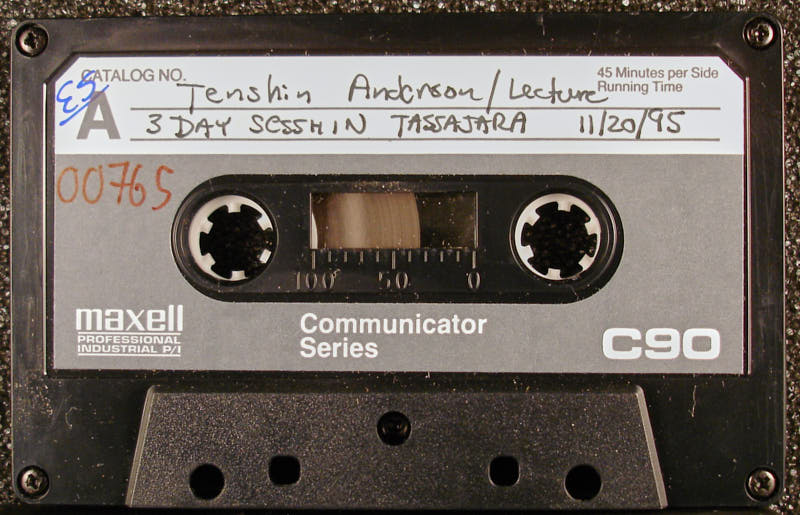 CATALOG NO.
45 Minutes per Side
Running Time
ES
A
Tenshin Anderson/Lecture
3 DAY SESSHIN TASSAJARA 11/20/95
00765
100 50 0
maxell
PROFESSIONAL
INDUSTRIAL P/I
Communicator
Series
C90